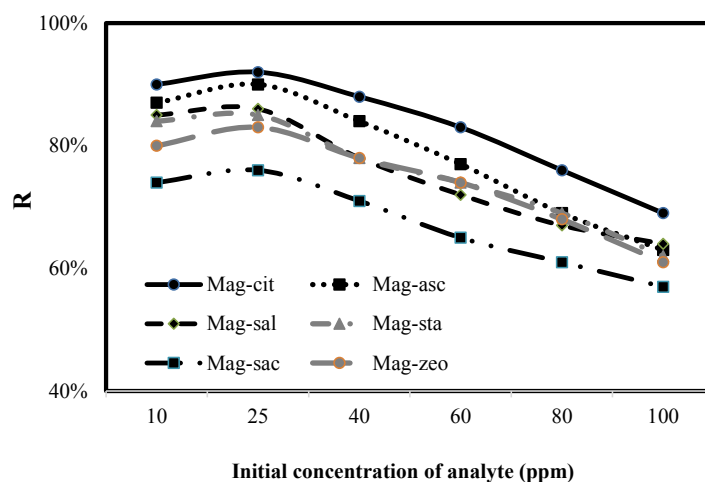 100%
80%
60%
40%
R
Mag-cit Mag-asc
Mag-sal Mag-sta
Mag-sac Mag-zeo
10 25 40 60 80 100
Initial concentration of analyte (ppm)